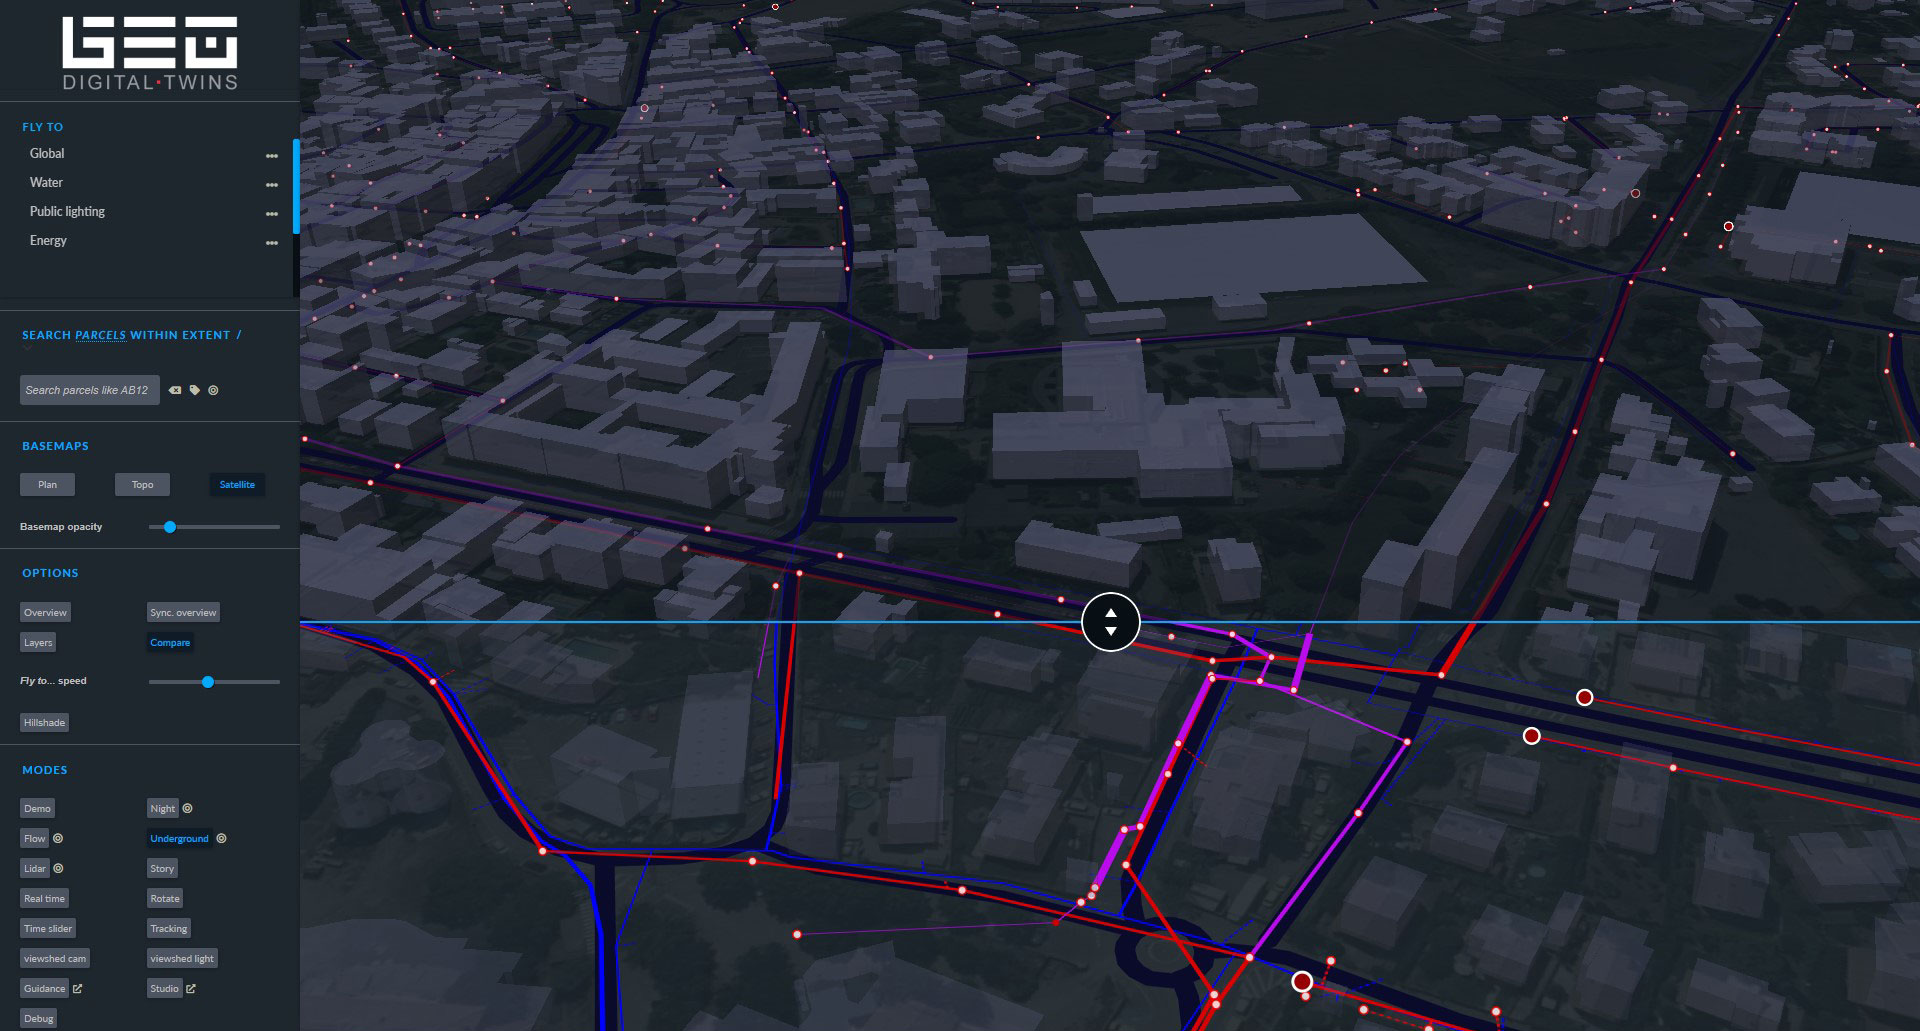 GEO
DIGITAL·TWINS
FLY TO
Global
Water
Public lighting
Energy
SEARCH PARCELS WITHIN EXTENT /
Search parcels like AB12
BASEMAPS
Plan Topo Satellite
Basemap opacity
OPTIONS
Overview Sync. overview
Layers Compare
Fly to... speed
Hillshade
MODES
Demo Night
Flow Underground
Lidar Story
Real time Rotate
Time slider Tracking
viewshed cam viewshed light
Guidance Studio
Debug